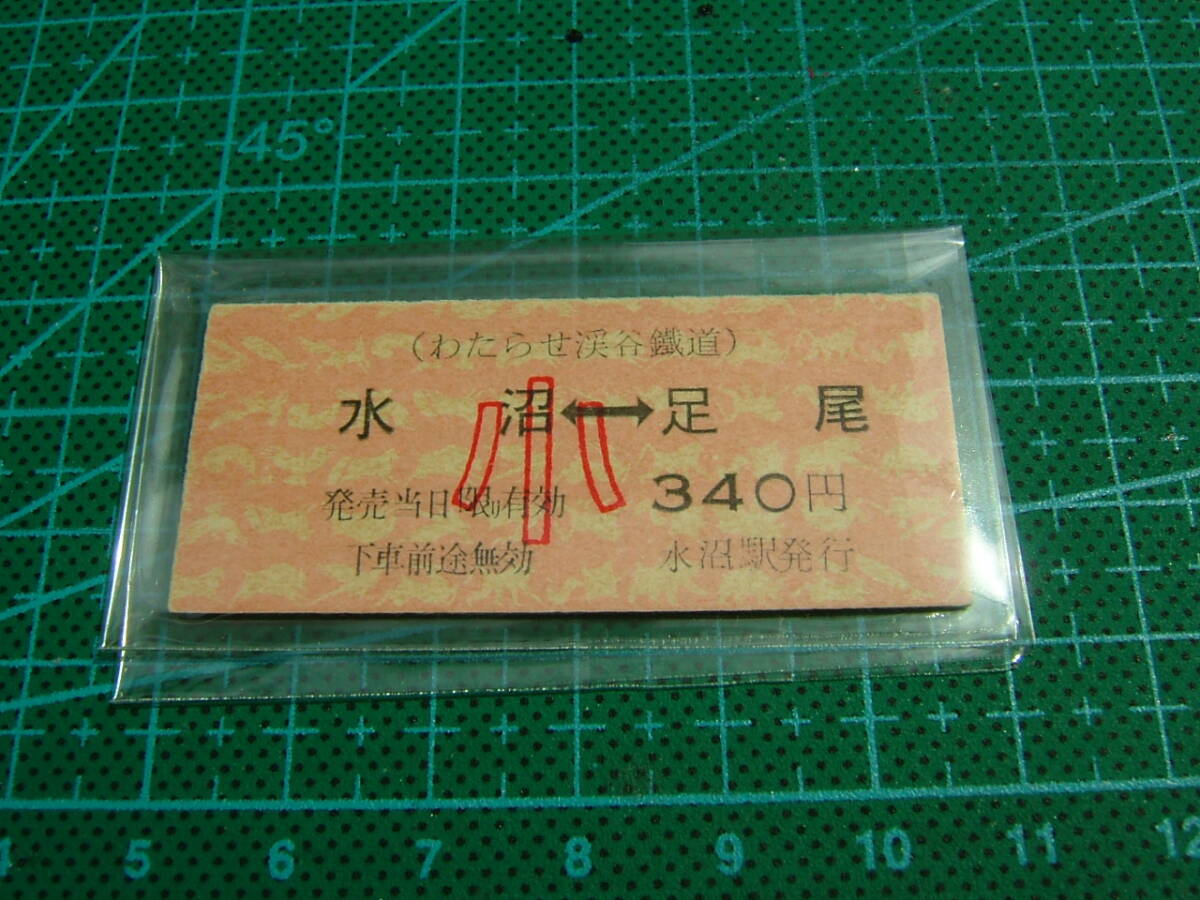 45°
(わたらせ渓谷鐵道)
水 沼↔足 尾
小
発売当日限り有効 340円
下車前途無効 水沼駅発行
4 5 6 7 8 9 10 11 12